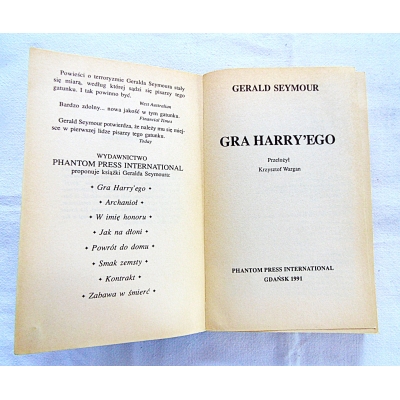 Powieści o terroryzmie Geralda Seymoura stały
się miarą, według której sądzi się pisarzy tego
gatunku. I tak powinno być.
West Australian
Bardzo zdolny... nowa jakość w tym gatunku.
Financial Times
Gerald Seymour potwierdza, że należy mu się miej-
sce w pierwszej lidze pisarzy tego gatunku.
Today
WYDAWNICTWO
PHANTOM PRESS INTERNATIONAL
proponuje książki Geralda Seymoura:
• Gra Harry'ego •
• Archanioł •
• W imię honoru •
• Jak na dłoni •
• Powrót do domu •
• Smak zemsty •
• Kontrakt •
• Zabawa w śmierć •
GERALD SEYMOUR
GRA HARRY'EGO
Przełożył
Krzysztof Wargan
PHANTOM PRESS INTERNATIONAL
GDAŃSK 1991